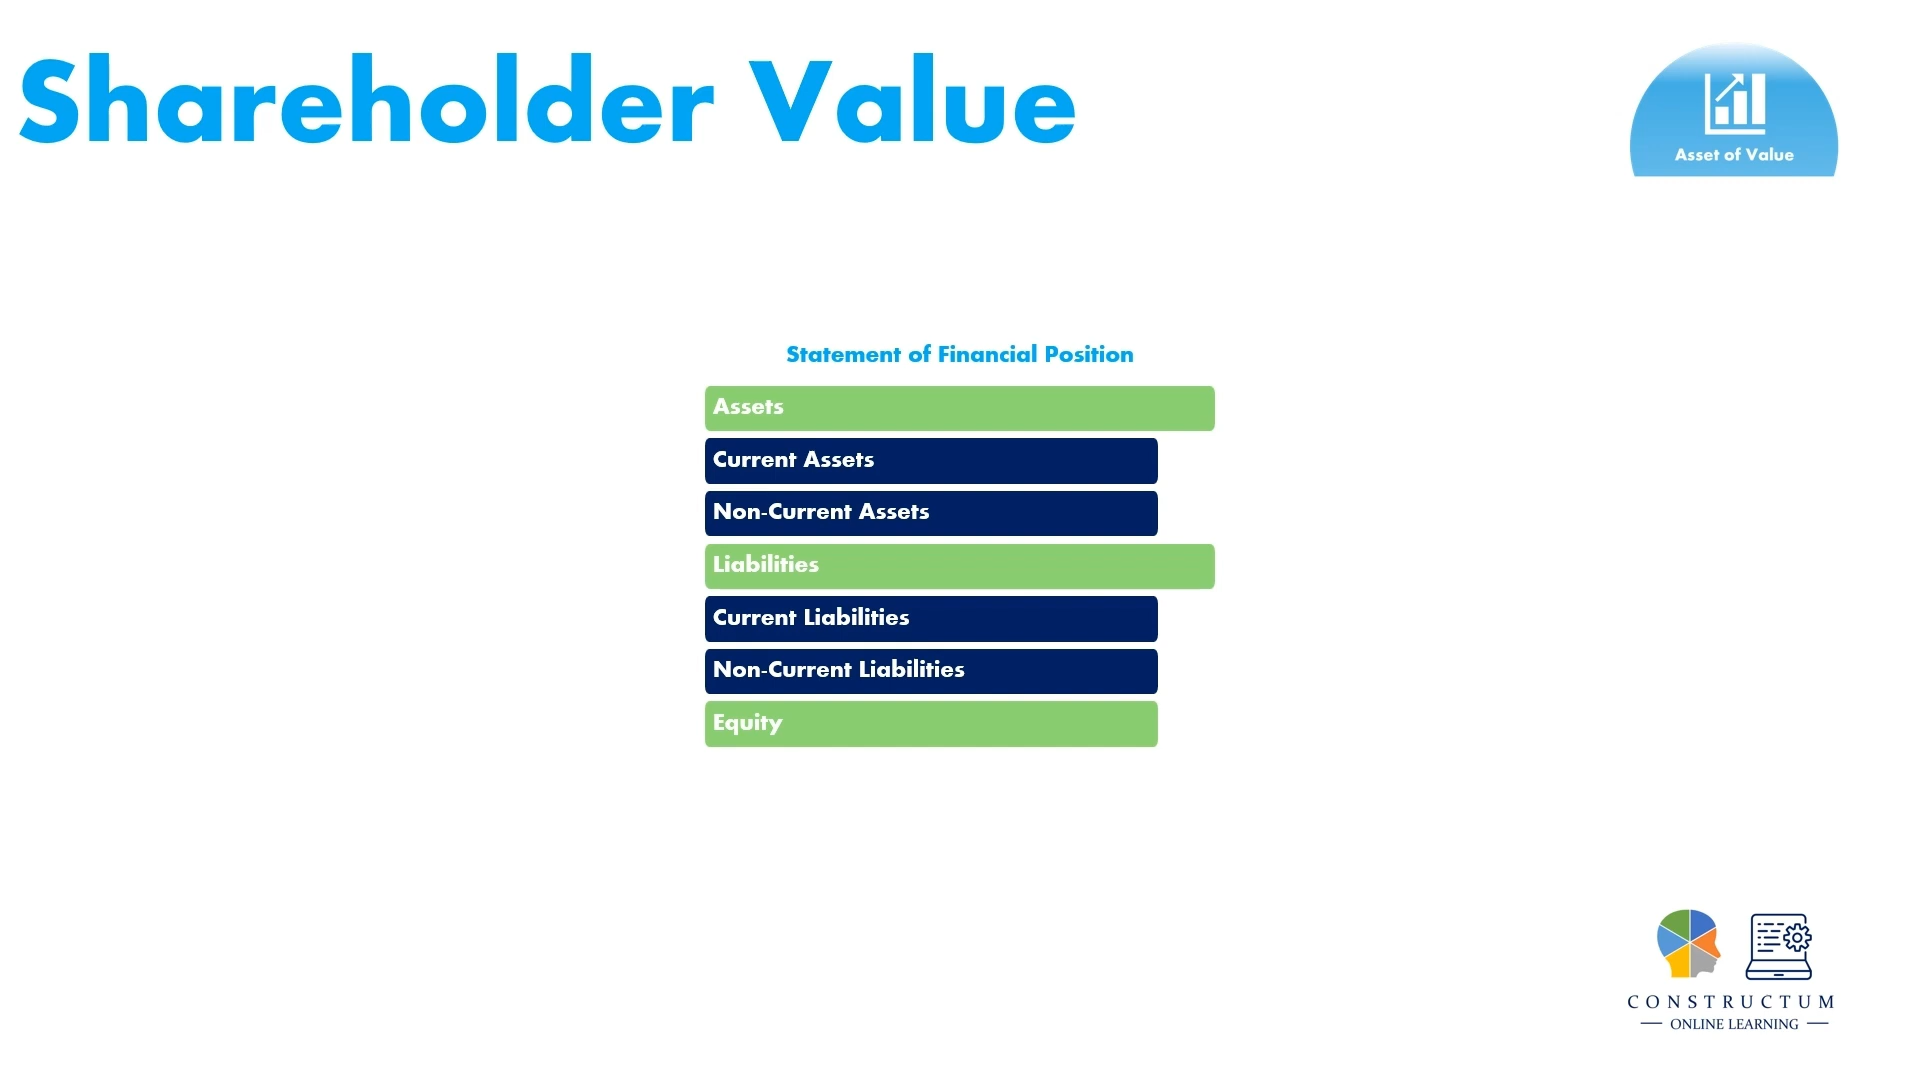 Shareholder Value
Asset of Value
Statement of Financial Position
Assets
Current Assets
Non-Current Assets
Liabilities
Current Liabilities
Non-Current Liabilities
Equity
CONSTRUCTUM
ONLINE LEARNING